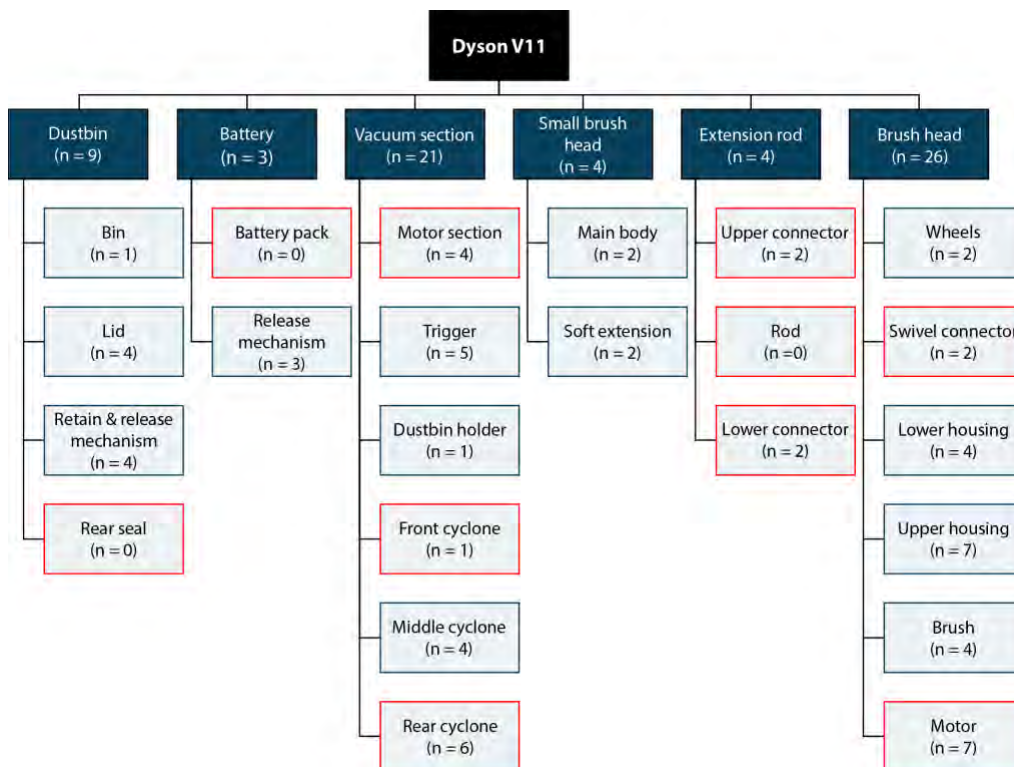 Dyson V11
Dustbin
(n = 9)
Battery
(n = 3)
Vacuum section
(n = 21)
Small brush
head
(n = 4)
Extension rod
(n = 4)
Brush head
(n = 26)
Bin
(n = 1)
Lid
(n = 4)
Retain & release
mechanism
(n = 4)
Rear seal
(n = 0)
Battery pack
(n = 0)
Release
mechanism
(n = 3)
Motor section
(n = 4)
Trigger
(n = 5)
Dustbin holder
(n = 1)
Front cyclone
(n = 1)
Middle cyclone
(n = 4)
Rear cyclone
(n = 6)
Main body
(n = 2)
Soft extension
(n = 2)
Upper connector
(n = 2)
Rod
(n =0)
Lower connector
(n = 2)
Wheels
(n = 2)
Swivel connector
(n = 2)
Lower housing
(n = 4)
Upper housing
(n = 7)
Brush
(n = 4)
Motor
(n = 7)